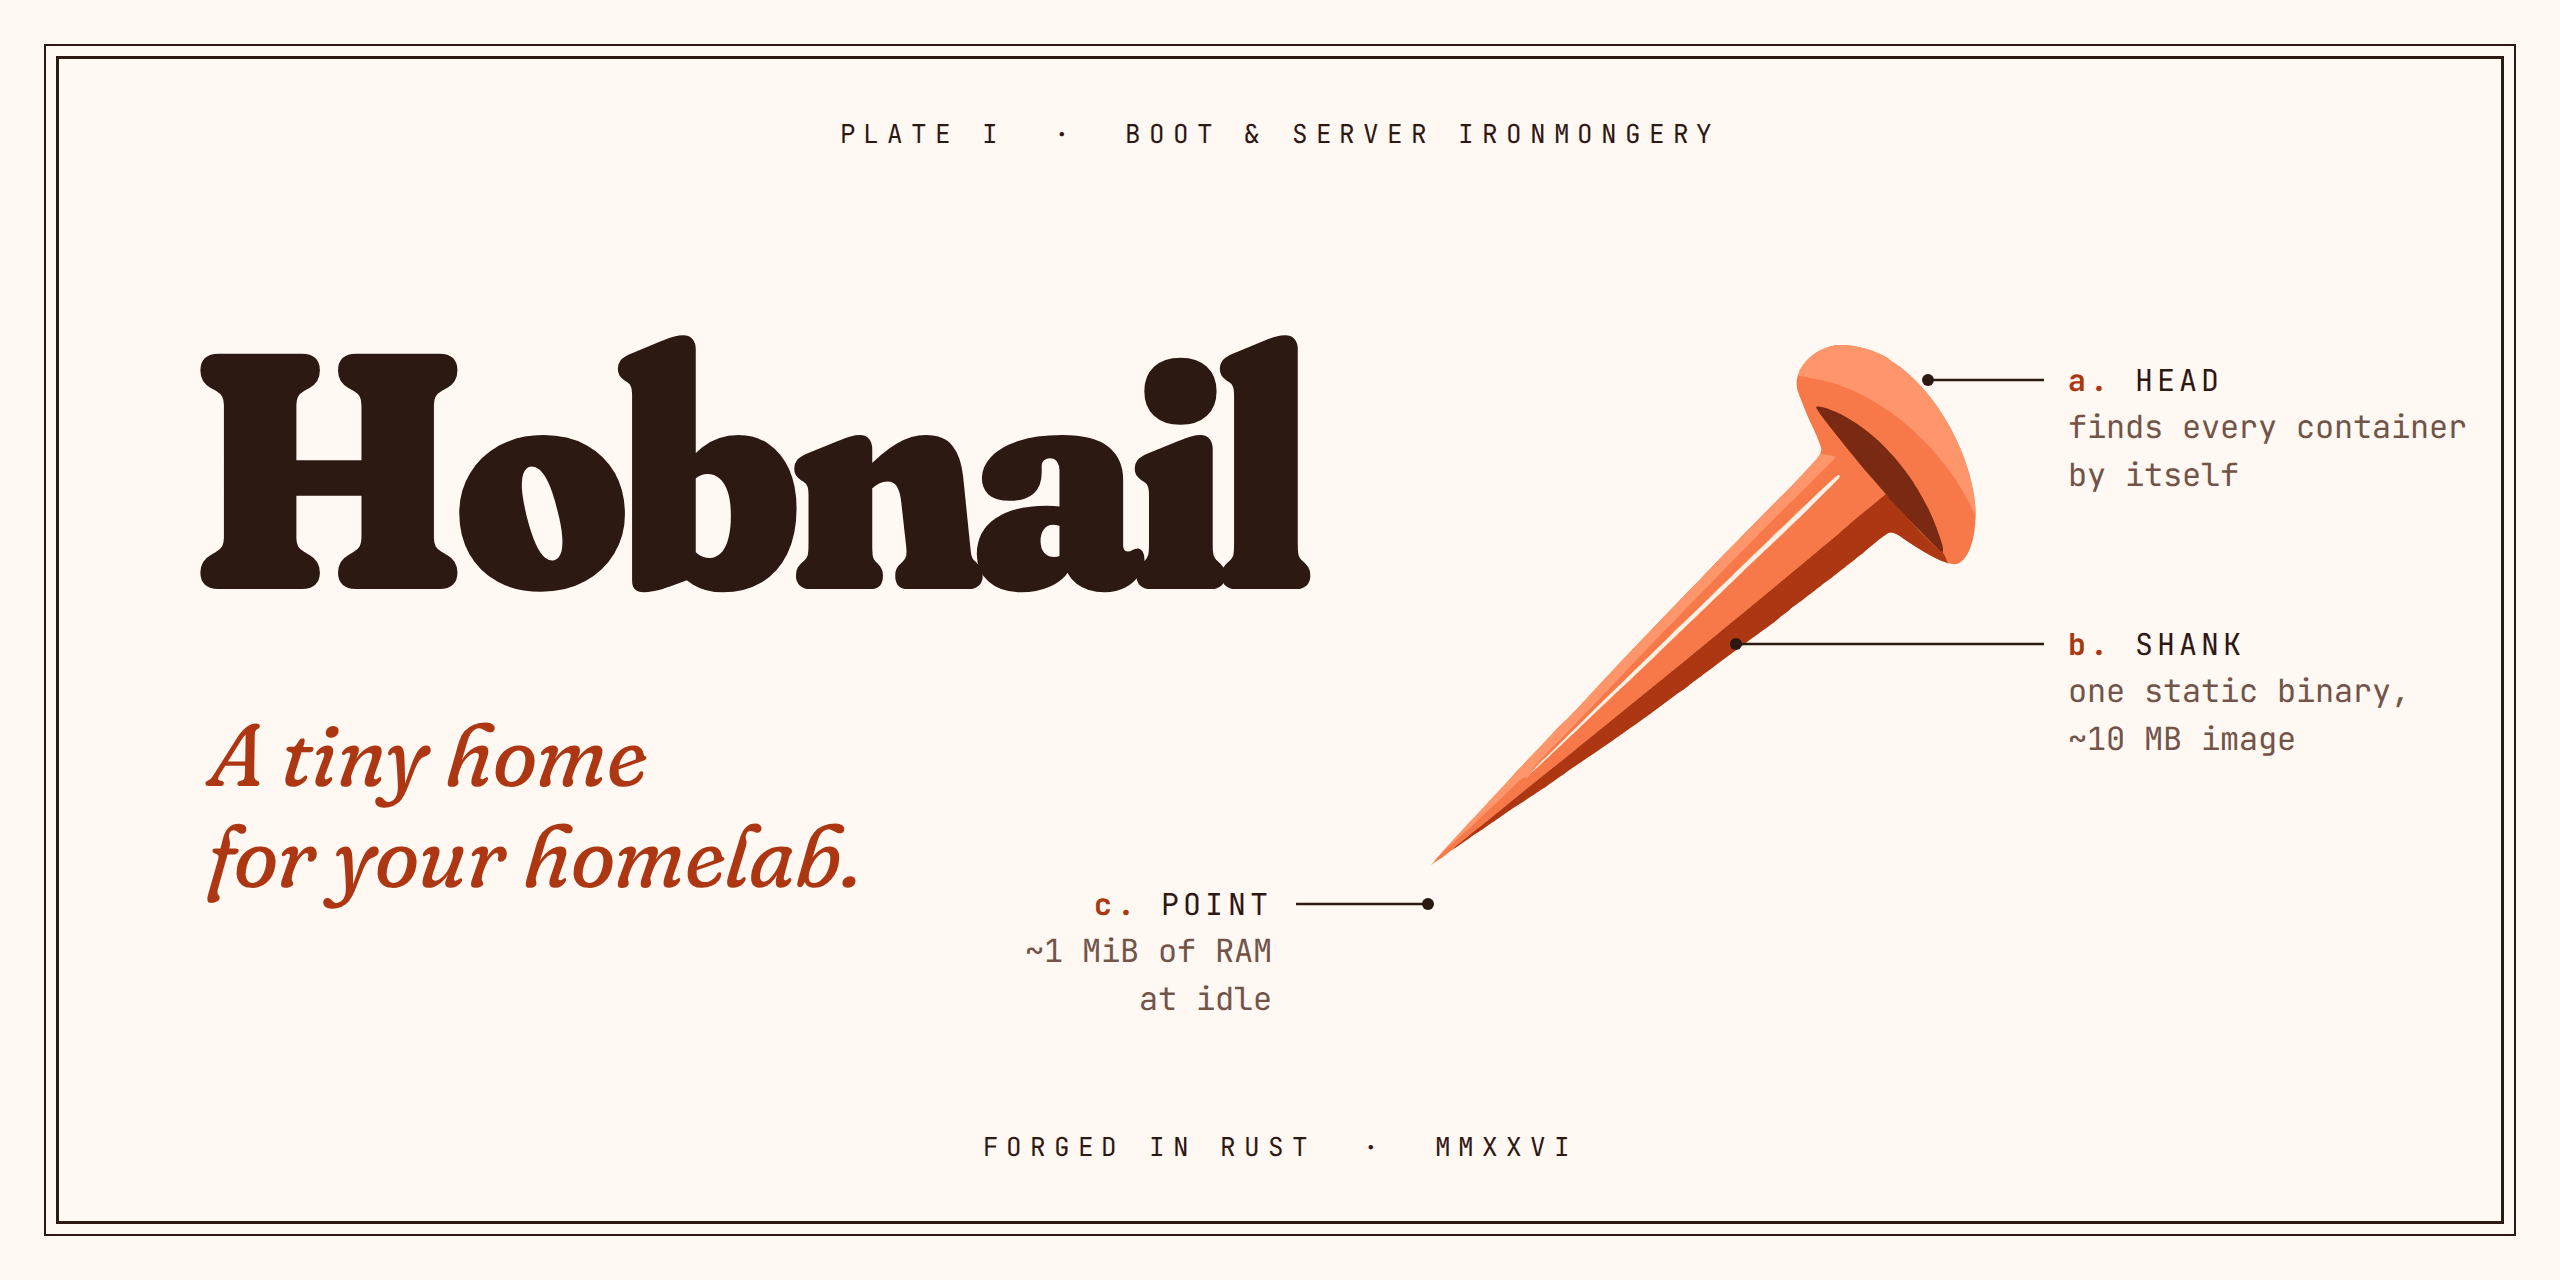 PLATE I · BOOT & SERVER IRONMONGERY
Hobnail
A tiny home
for your homelab.
a. HEAD
finds every container
by itself
b. SHANK
one static binary,
~10 MB image
c. POINT
~1 MiB of RAM
at idle
FORGED IN RUST · MMXXVI